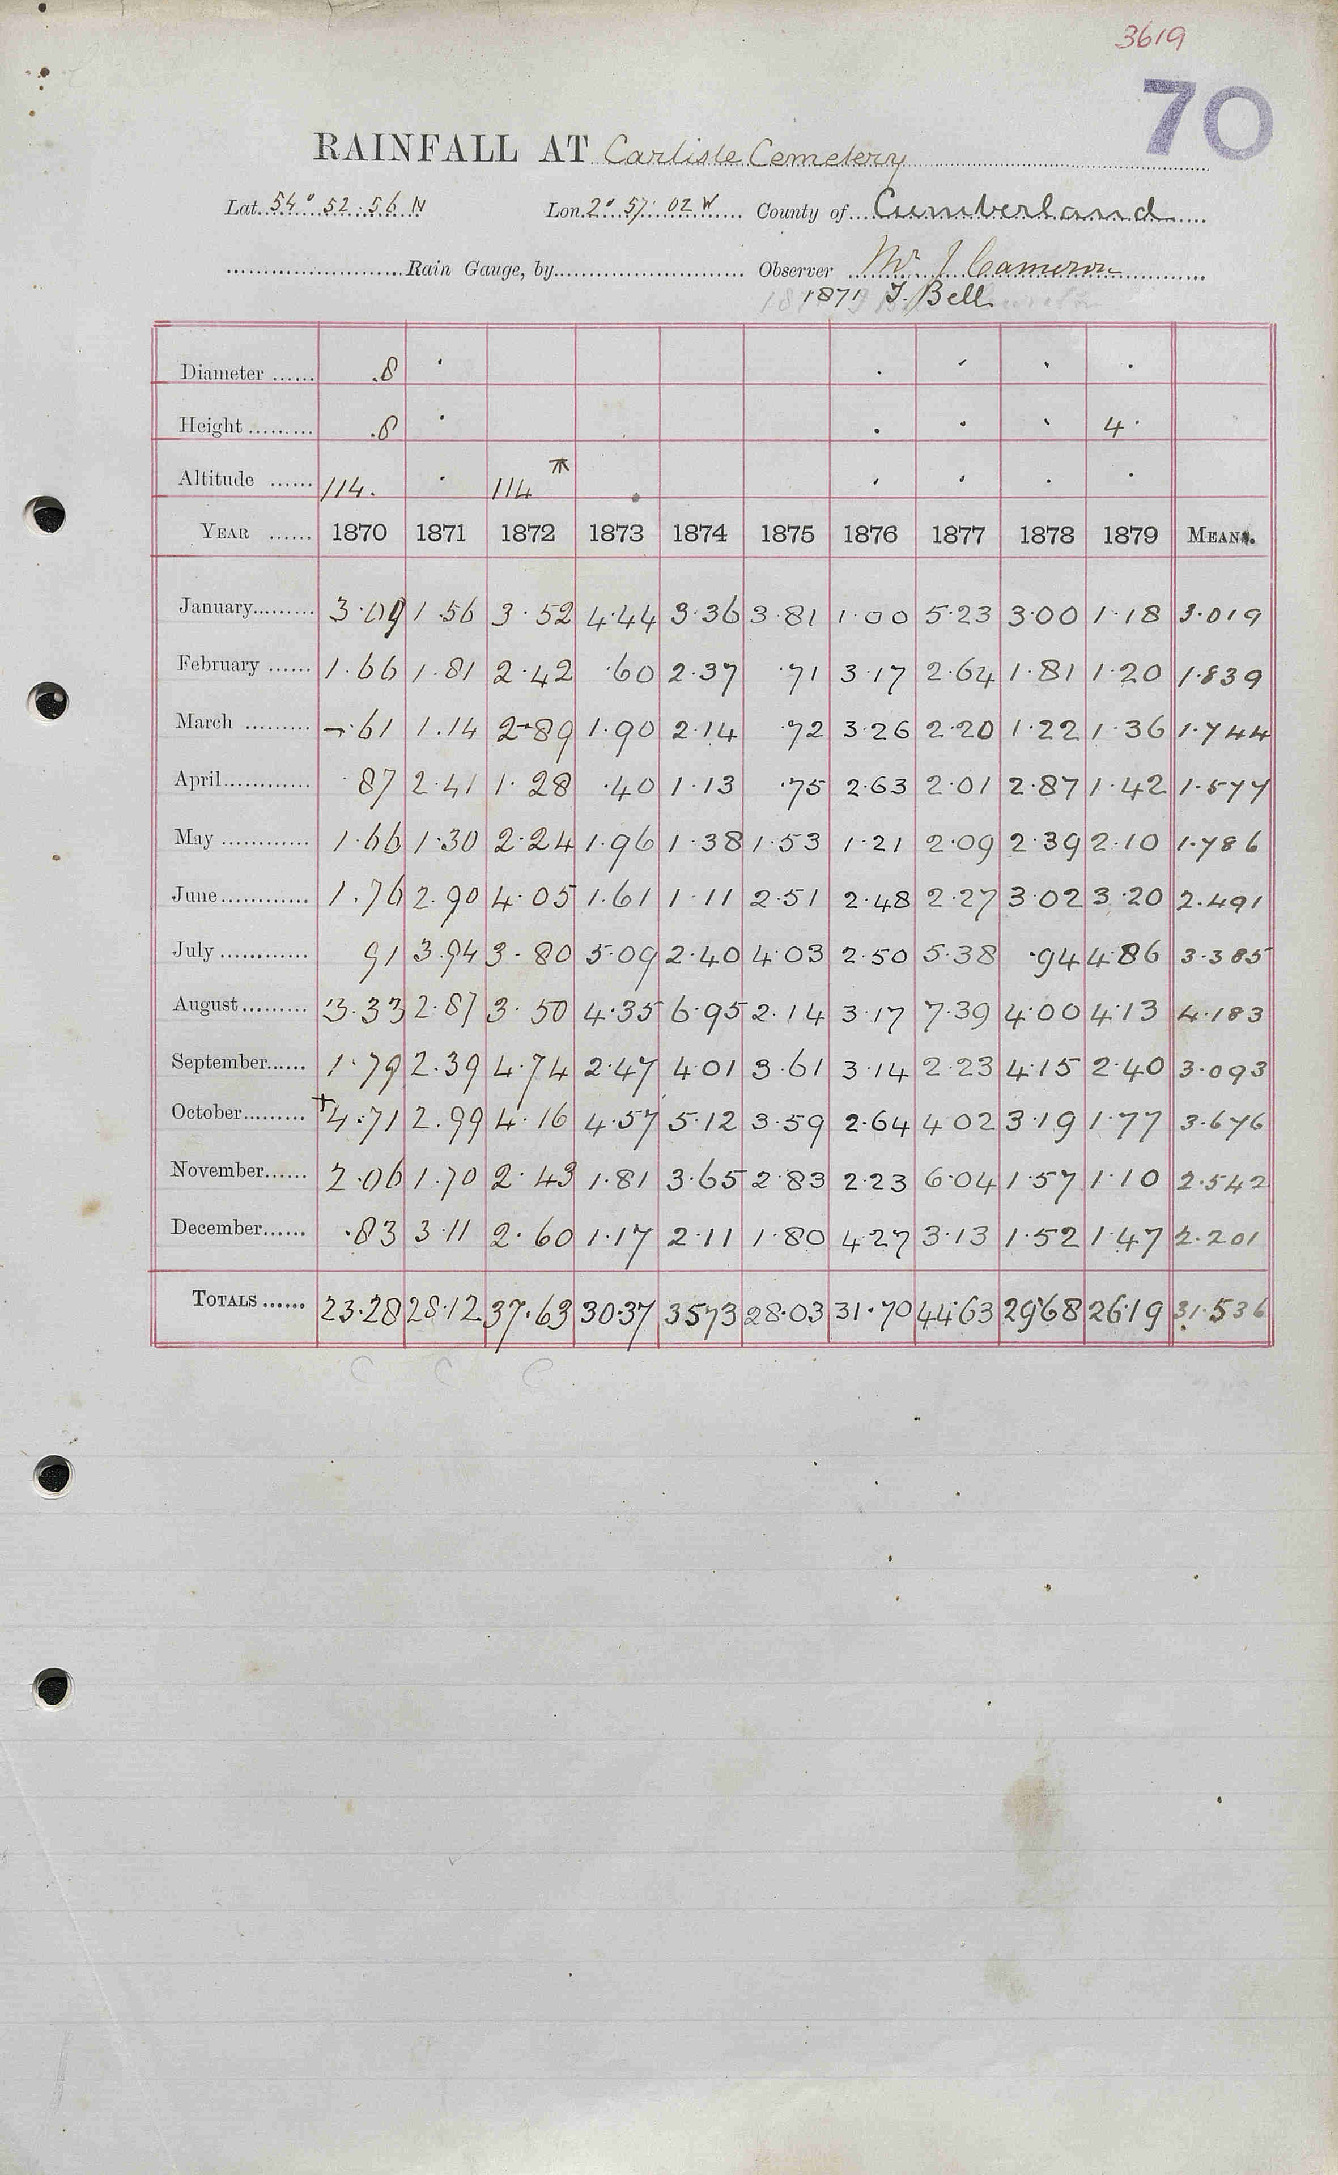 3619
70
RAINFALL AT Carlisle Cemetery
Lat. 54° 52 56 N Lon. 2° 57 02 W County of Cumberland
Rain Gauge, by Observer Mr J Cameron
1871 T. Bell
Diameter ...... .8
Height ......... .8 4
Altitude ...... 114. 114
YEAR ...... 1870 1871 1872 1873 1874 1875 1876 1877 1878 1879 MEAN.
January......... 3.09 1.56 3.52 4.44 3.36 3.81 1.00 5.23 3.00 1.18 3.019
February ...... 1.66 1.81 2.42 .60 2.37 .71 3.17 2.64 1.81 1.20 1.839
March ......... .61 1.14 2.89 1.90 2.14 .72 3.26 2.20 1.22 1.36 1.744
April............ .87 2.41 1.28 .40 1.13 .75 2.63 2.01 2.87 1.42 1.577
May ............ 1.66 1.30 2.24 1.96 1.38 1.53 1.21 2.09 2.39 2.10 1.786
June............ 1.76 2.90 4.05 1.61 1.11 2.51 2.48 2.27 3.02 3.20 2.491
July ............ 91 3.94 3.80 5.09 2.40 4.03 2.50 5.38 .94 4.86 3.385
August......... 3.33 2.87 3.50 4.35 6.95 2.14 3.17 7.39 4.00 4.13 4.183
September...... 1.79 2.39 4.74 2.47 4.01 3.61 3.14 2.23 4.15 2.40 3.093
October......... +4.71 2.99 4.16 4.57 5.12 3.59 2.64 4.02 3.19 1.77 3.676
November...... 2.06 1.70 2.43 1.81 3.65 2.83 2.23 6.04 1.57 1.10 2.542
December...... .83 3.11 2.60 1.17 2.11 1.80 4.27 3.13 1.52 1.47 2.201
TOTALS ...... 23.28 28.12 37.63 30.37 35.73 28.03 31.70 44.63 29.68 26.19 31.536
C C C